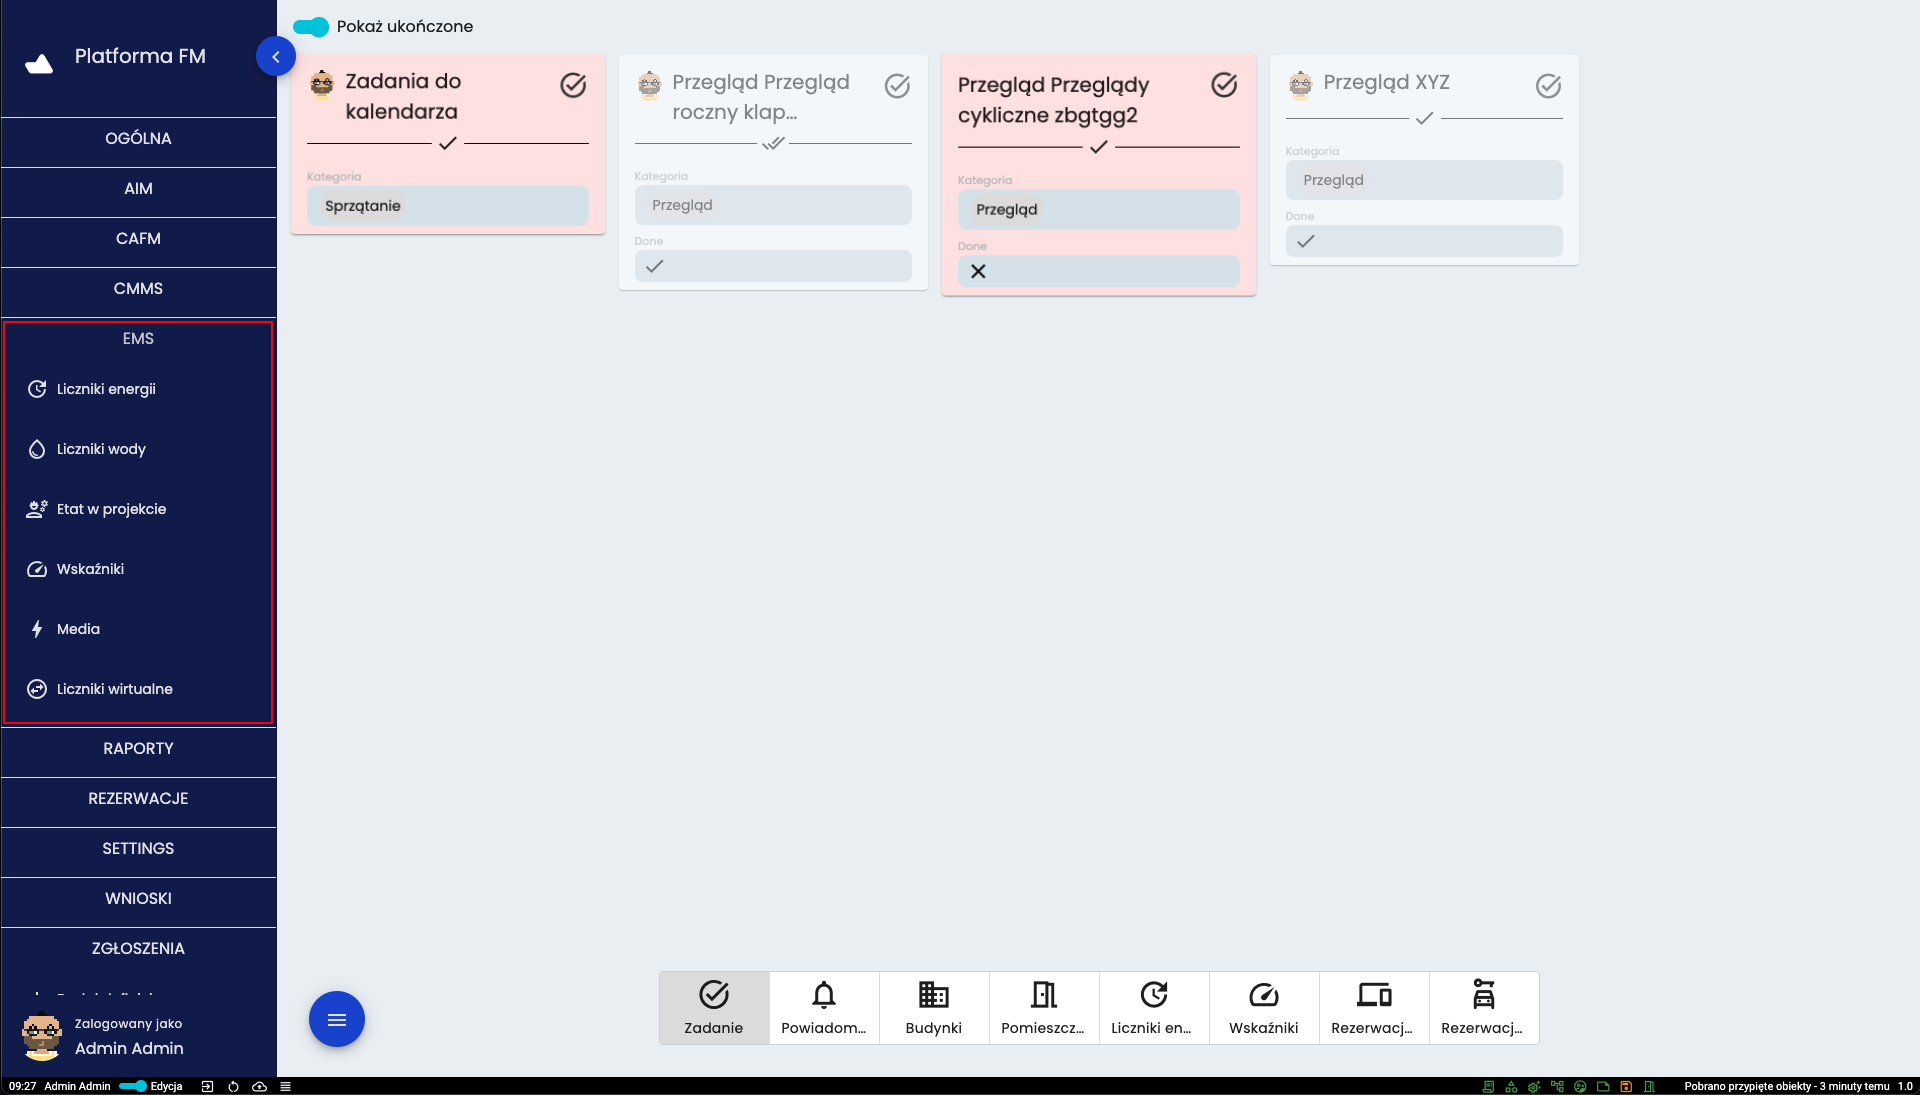 Platforma FM
OGÓLNA
AIM
CAFM
CMMS
EMS
Liczniki energii
Liczniki wody
Etat w projekcie
Wskaźniki
Media
Liczniki wirtualne
RAPORTY
REZERWACJE
SETTINGS
WNIOSKI
ZGŁOSZENIA
Zalogowany jako
Admin Admin
Pokaż ukończone
Zadania do
kalendarza
Kategoria
Sprzątanie
Przegląd Przegląd
roczny klap...
Kategoria
Przegląd
Done
Przegląd Przeglądy
cykliczne zbgtgg2
Kategoria
Przegląd
Done
Przegląd XYZ
Kategoria
Przegląd
Done
Zadanie
Powiadom...
Budynki
Pomieszcz...
Liczniki en...
Wskaźniki
Rezerwacj...
Rezerwacj...
09:27 Admin Admin Edycja
Pobrano przypięte obiekty - 3 minuty temu 1.0